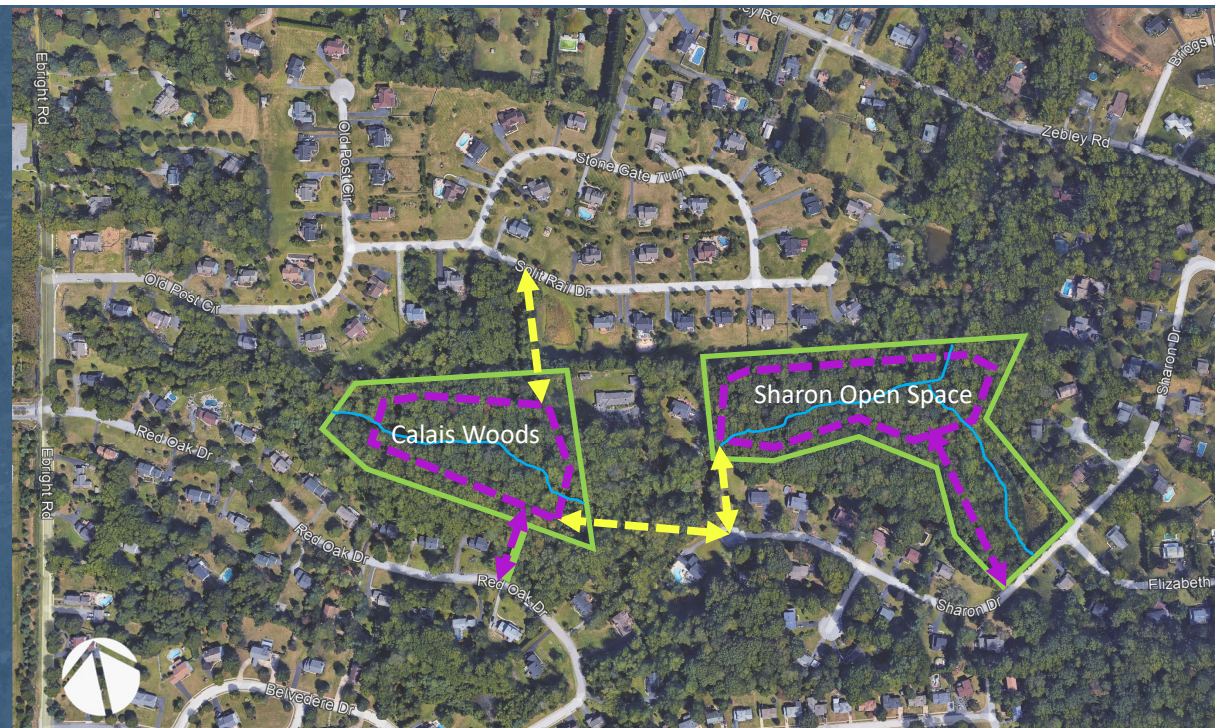 Ebright Rd
ley Rd
Briggs L
Old Post Cir
Stone Gate Turn
Zebley Rd
Split Rail Dr
Old Post Cir
Sharon Dr
Sharon Open Space
Calais Woods
Red Oak Dr
Ebright Rd
Red Oak Dr
Red Oak Dr
Elizabeth
Sharon Dr
Belvedere Dr